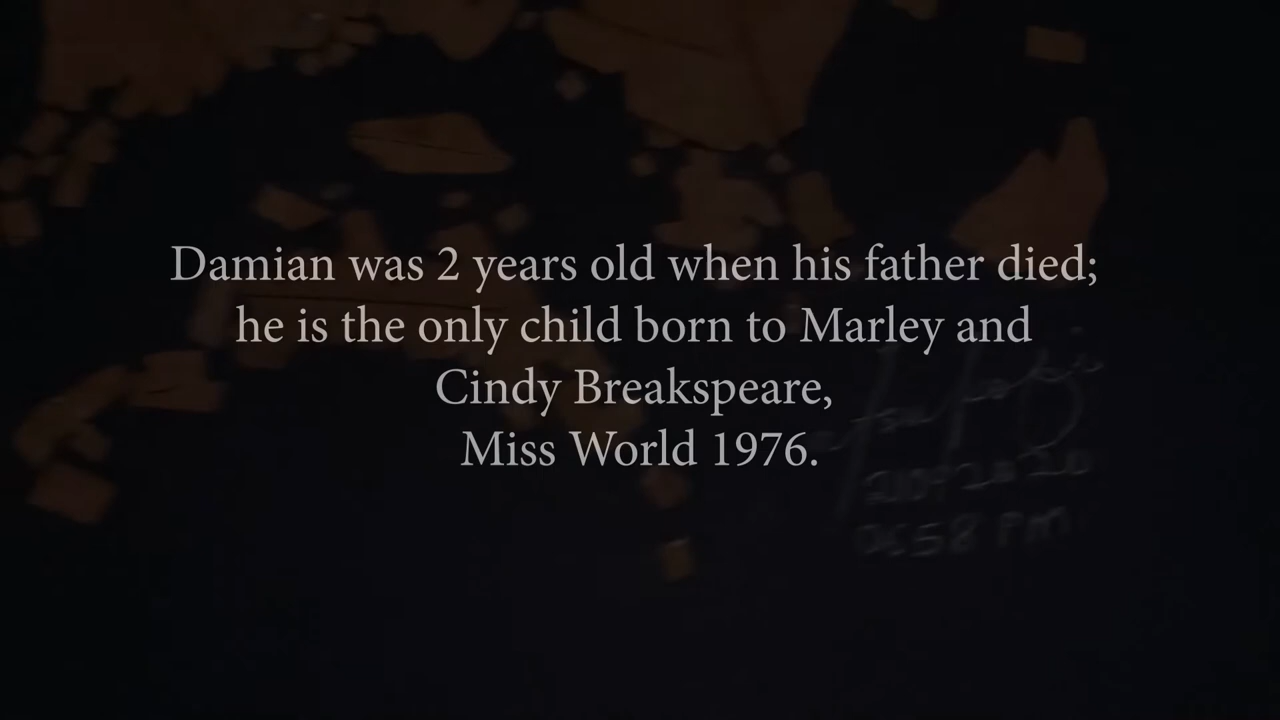 Damian was 2 years old when his father died;
he is the only child born to Marley and
Cindy Breakspeare,
Miss World 1976.
PM